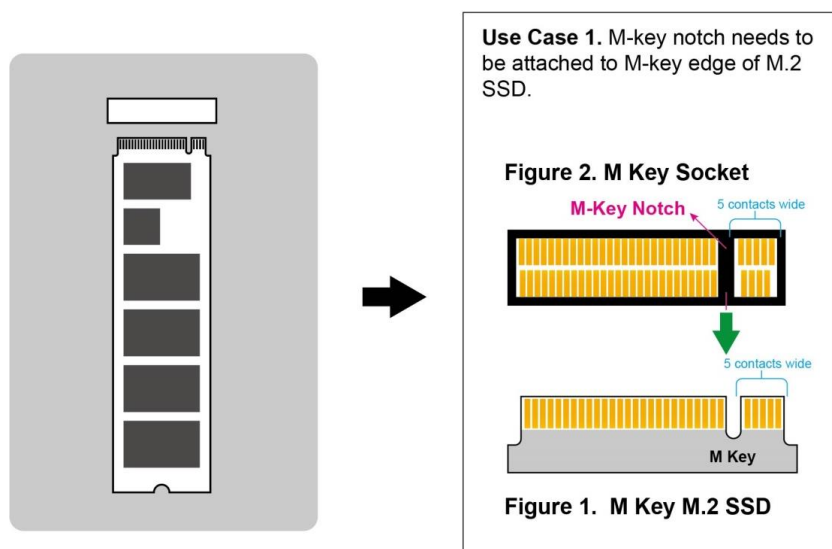 Use Case 1. M-key notch needs to
be attached to M-key edge of M.2
SSD.
Figure 2. M Key Socket
5 contacts wide
M-Key Notch
5 contacts wide
M Key
Figure 1.  M Key M.2 SSD